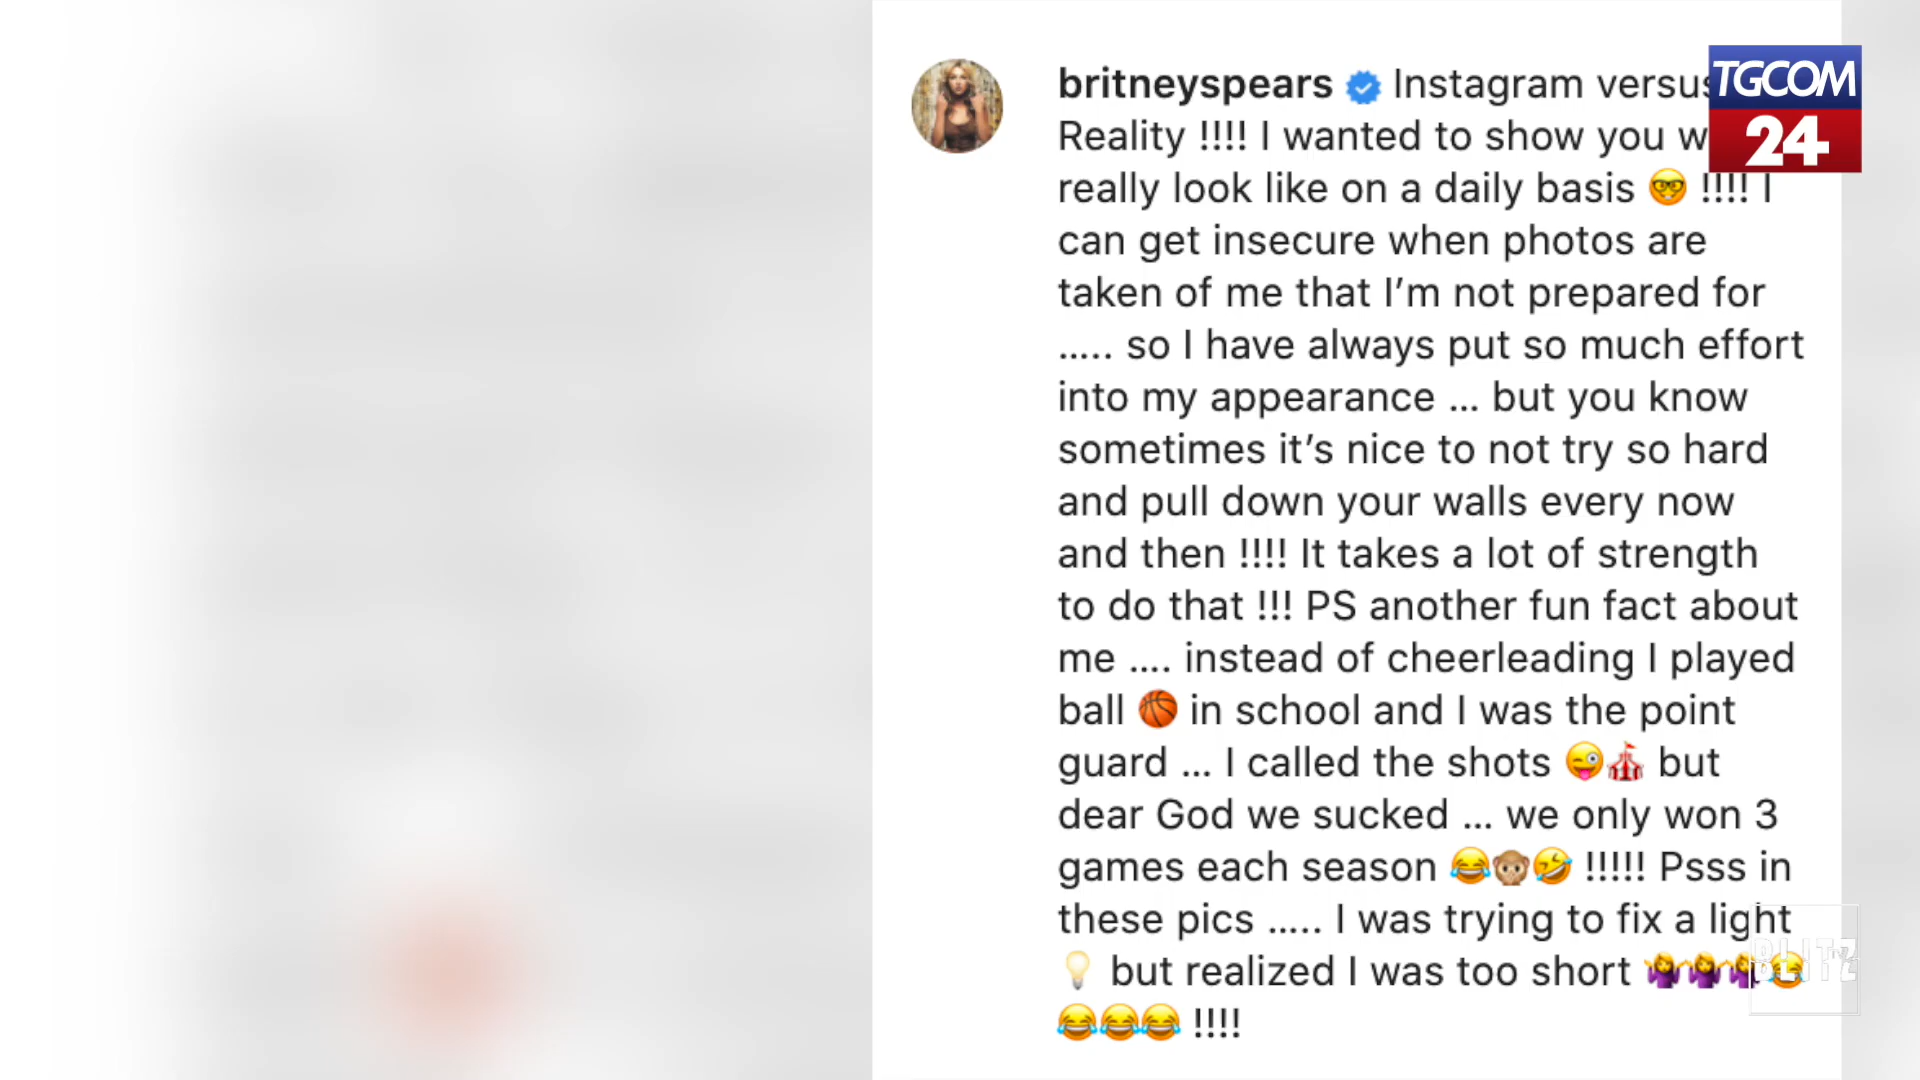 britneyspears Instagram versus
Reality !!!! I wanted to show you w
really look like on a daily basis 🤓 !!!! I
can get insecure when photos are
taken of me that I’m not prepared for
..... so I have always put so much effort
into my appearance ... but you know
sometimes it’s nice to not try so hard
and pull down your walls every now
and then !!!! It takes a lot of strength
to do that !!! PS another fun fact about
me .... instead of cheerleading I played
ball 🏀 in school and I was the point
guard ... I called the shots 😜🎪 but
dear God we sucked ... we only won 3
games each season 😂🙊🤣 !!!!! Psss in
these pics ..... I was trying to fix a light
💡 but realized I was too short 🤷‍♀️🤷‍♀️🤷‍♀️😂
😂😂😂 !!!!
TGCOM
24
BLITZ